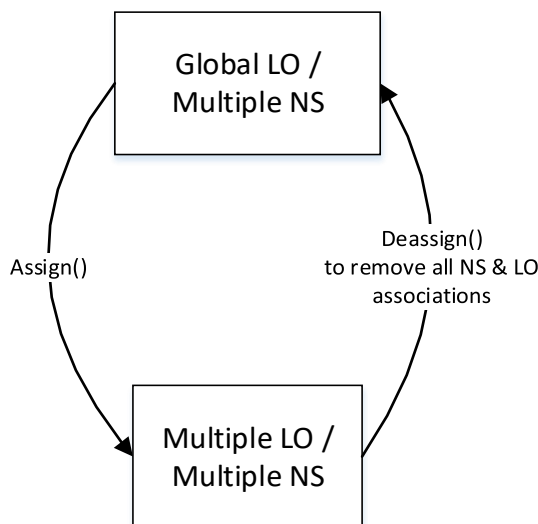 Global LO /
Multiple NS
Assign()
Deassign()
to remove all NS & LO
associations
Multiple LO /
Multiple NS